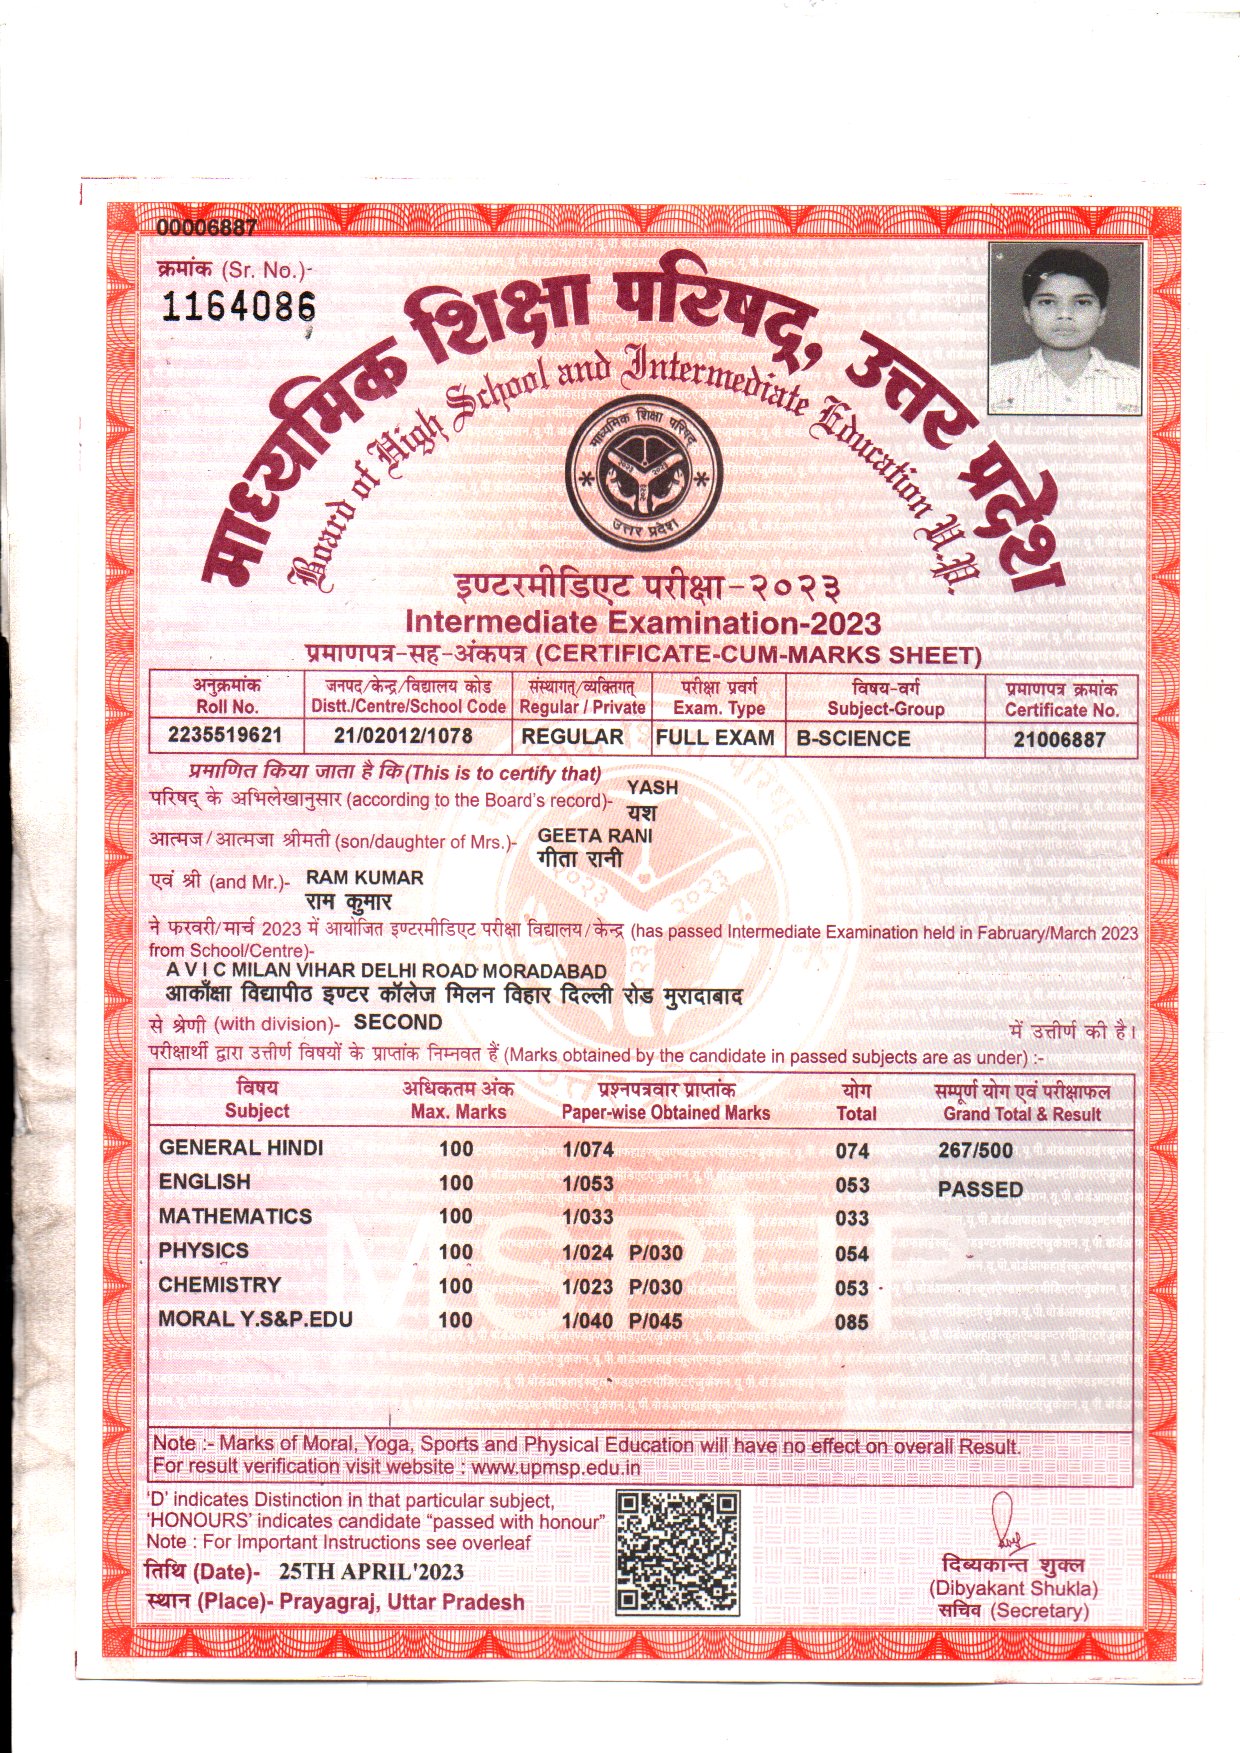 00006887
क्रमांक (Sr. No.)-
1164086
माध्यमिक शिक्षा परिषद्, उत्तर प्रदेश
Board of High School and Intermediate Education U.P.
माध्यमिक शिक्षा परिषद्
उत्तर प्रदेश
इण्टरमीडिएट परीक्षा-२०२३
Intermediate Examination-2023
प्रमाणपत्र-सह-अंकपत्र (CERTIFICATE-CUM-MARKS SHEET)
अनुक्रमांक जनपद/केन्द्र/विद्यालय कोड संस्थागत्/व्यक्तिगत् परीक्षा प्रवर्ग विषय-वर्ग प्रमाणपत्र क्रमांक
Roll No. Distt./Centre/School Code Regular / Private Exam. Type Subject-Group Certificate No.
2235519621 21/02012/1078 REGULAR FULL EXAM B-SCIENCE 21006887
प्रमाणित किया जाता है कि (This is to certify that)
परिषद् के अभिलेखानुसार (according to the Board's record)- YASH
यश
आत्मज/आत्मजा श्रीमती (son/daughter of Mrs.)- GEETA RANI
गीता रानी
एवं श्री (and Mr.)- RAM KUMAR
राम कुमार
ने फरवरी/मार्च 2023 में आयोजित इण्टरमीडिएट परीक्षा विद्यालय/केन्द्र (has passed Intermediate Examination held in Fabruary/March 2023
from School/Centre)-
A V I C MILAN VIHAR DELHI ROAD MORADABAD
आकाँक्षा विद्यापीठ इण्टर कॉलेज मिलन विहार दिल्ली रोड मुरादाबाद
से श्रेणी (with division)- SECOND में उत्तीर्ण की है।
परीक्षार्थी द्वारा उत्तीर्ण विषयों के प्राप्तांक निम्नवत हैं (Marks obtained by the candidate in passed subjects are as under) :-
विषय अधिकतम अंक प्रश्नपत्रवार प्राप्तांक योग सम्पूर्ण योग एवं परीक्षाफल
Subject Max. Marks Paper-wise Obtained Marks Total Grand Total & Result
GENERAL HINDI 100 1/074 074 267/500
ENGLISH 100 1/053 053 PASSED
MATHEMATICS 100 1/033 033
PHYSICS 100 1/024 P/030 054
CHEMISTRY 100 1/023 P/030 053
MORAL Y.S&P.EDU 100 1/040 P/045 085
MSPUP
Note :- Marks of Moral, Yoga, Sports and Physical Education will have no effect on overall Result.
For result verification visit website : www.upmsp.edu.in
'D' indicates Distinction in that particular subject,
'HONOURS' indicates candidate "passed with honour"
Note : For Important Instructions see overleaf
तिथि (Date)- 25TH APRIL'2023
स्थान (Place)- Prayagraj, Uttar Pradesh
दिब्यकान्त शुक्ल
(Dibyakant Shukla)
सचिव (Secretary)